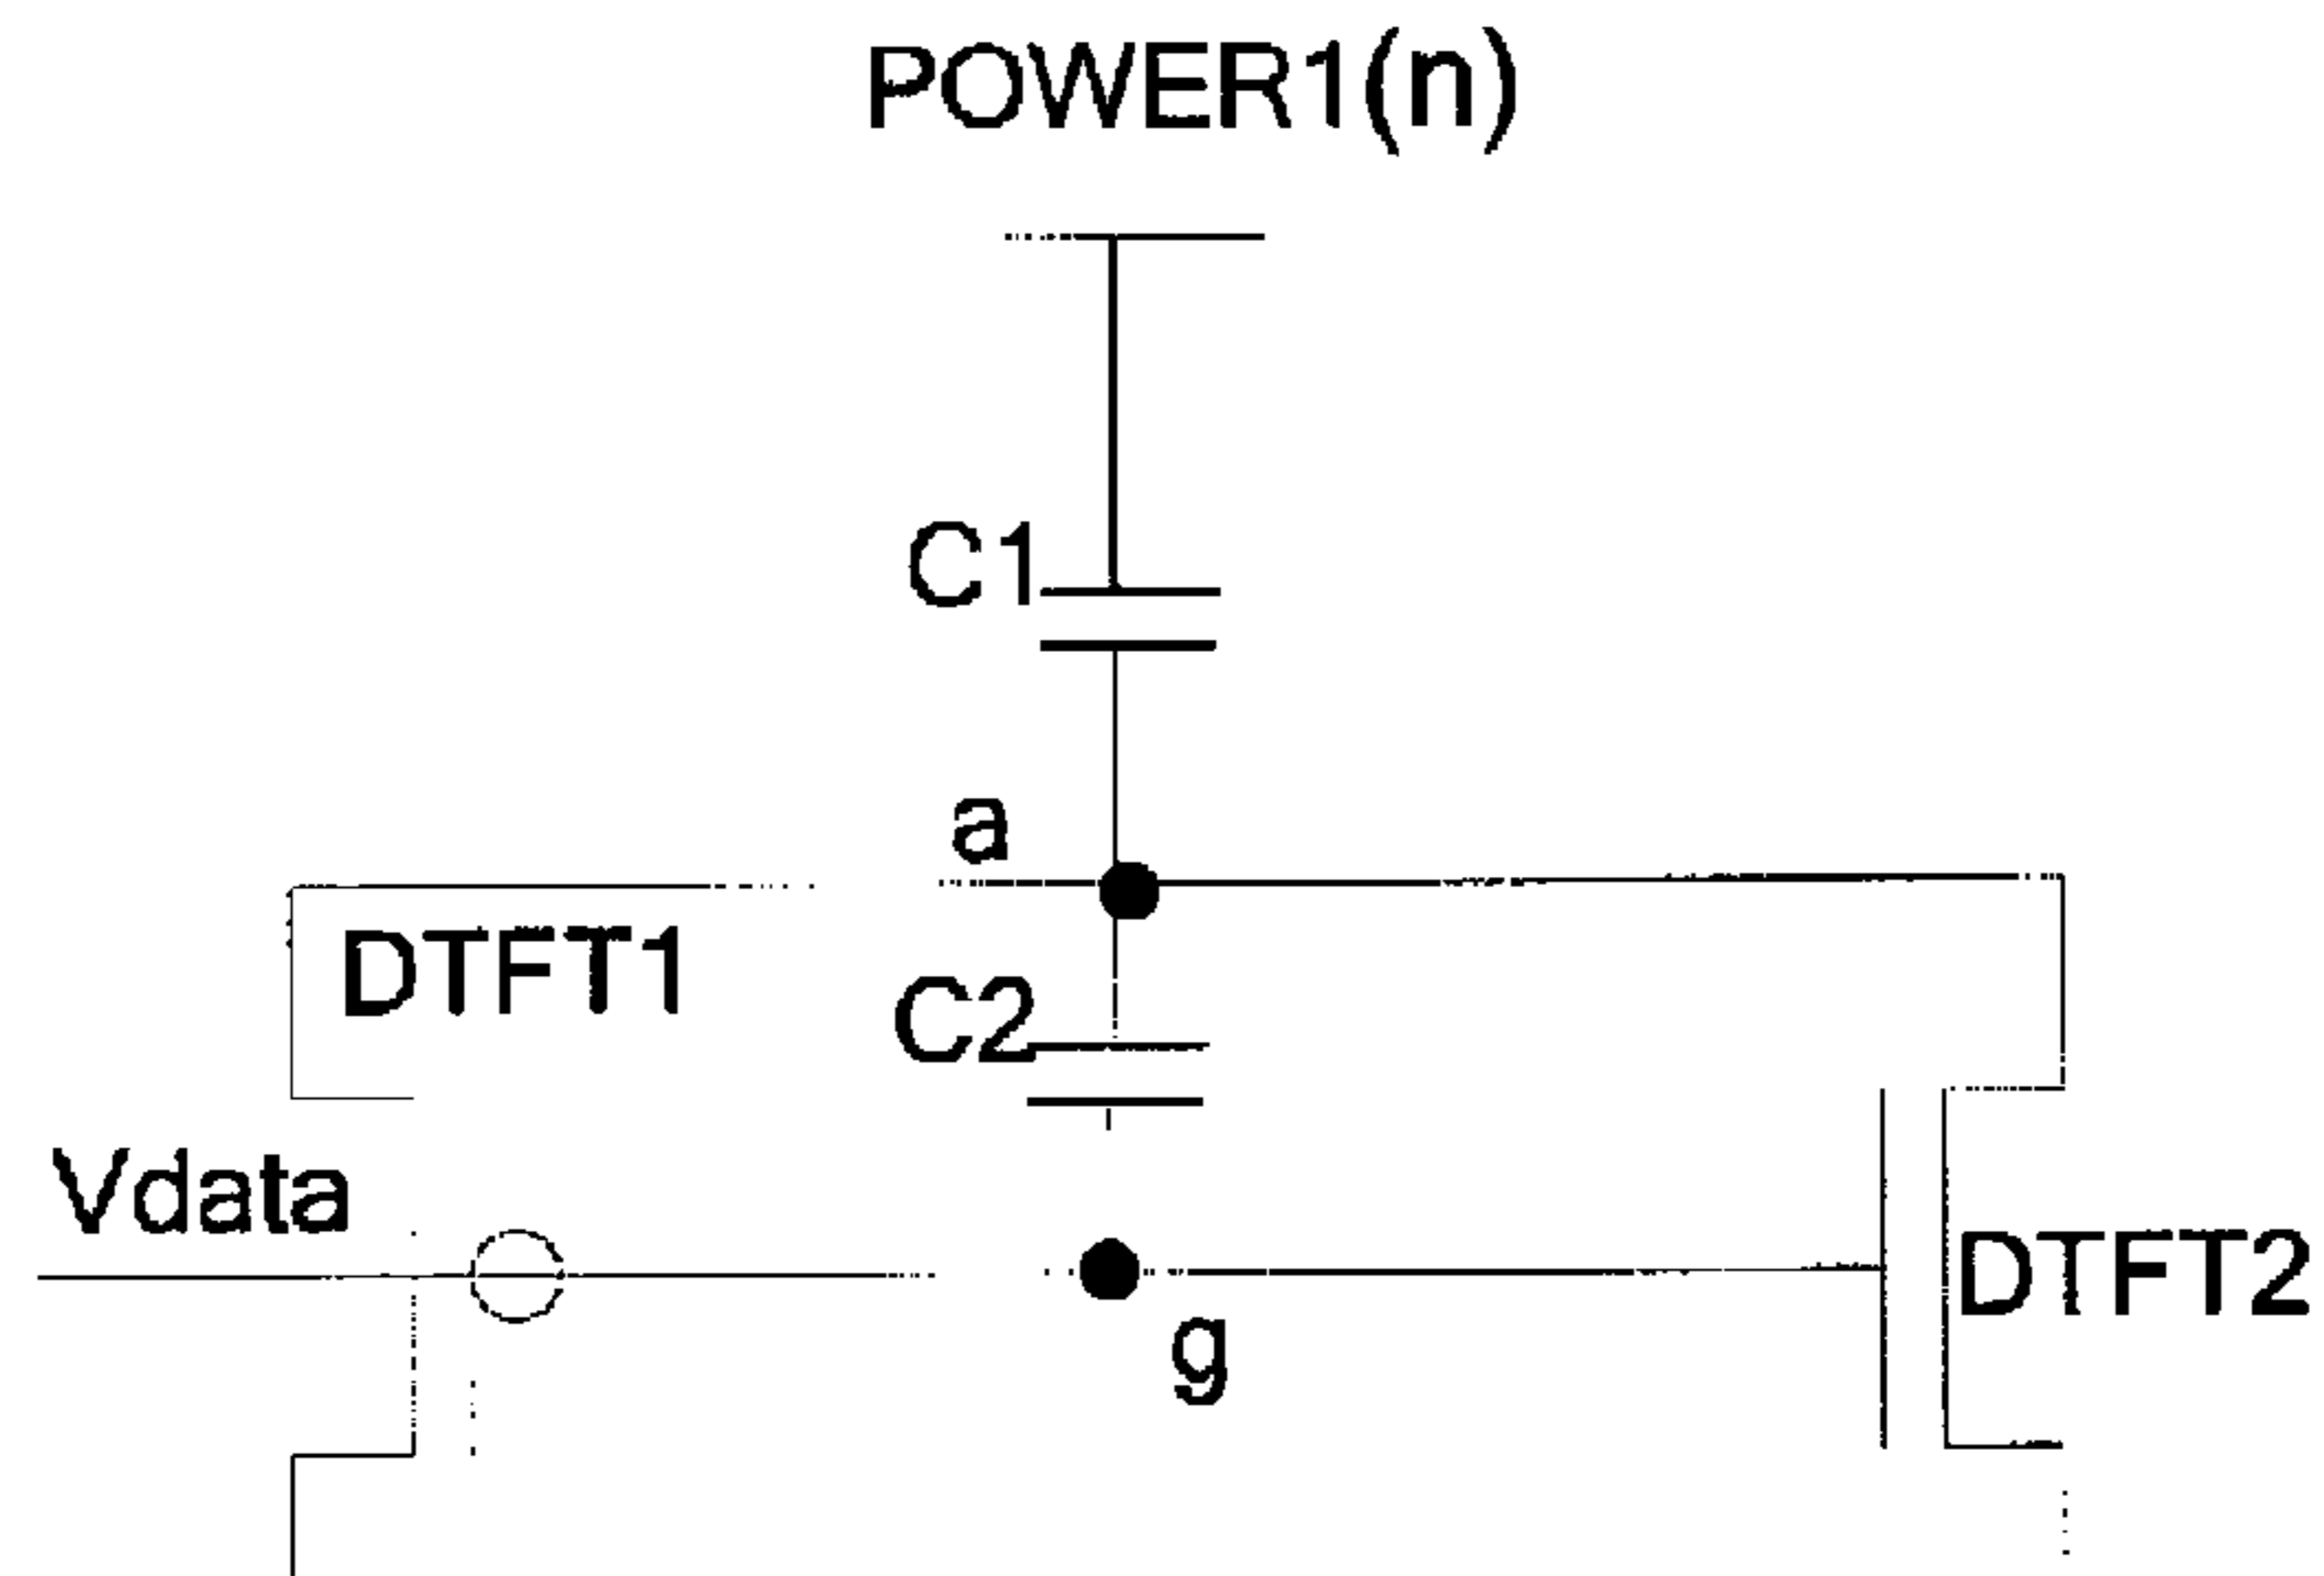 POWER1(n)
C1
a
DTFT1
C2
Vdata
DTFT2
g